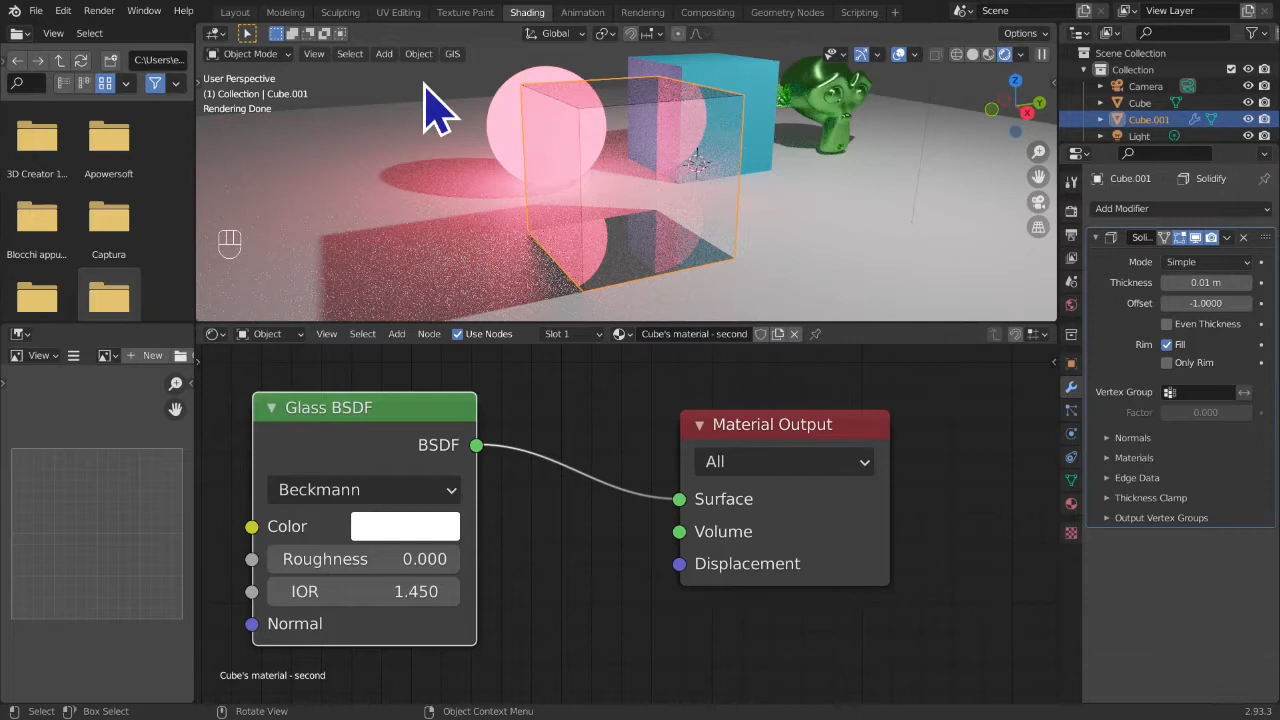 File Edit Render Window Help Layout Modeling Sculpting UV Editing Texture Paint Shading Animation Rendering Compositing Geometry Nodes Scripting + Scene View Layer
View Select
C:\Users\e...
3D Creator 1...
Apowersoft
Blocchi appu...
Captura
Global
Options
Object Mode View Select Add Object GIS
User Perspective
(1) Collection | Cube.001
Rendering Done
Z
Y
X
Scene Collection
Collection
Camera
Cube
Cube.001
Light
Cube.001 Solidify
Add Modifier
Soli...
Mode Simple
Thickness 0.01 m
Offset -1.0000
Even Thickness
Rim Fill
Only Rim
Vertex Group
Factor 0.000
Normals
Materials
Edge Data
Thickness Clamp
Output Vertex Groups
View + New
Object View Select Add Node Use Nodes Slot 1 Cube's material - second
Glass BSDF
BSDF
Beckmann
Color
Roughness 0.000
IOR 1.450
Normal
Material Output
All
Surface
Volume
Displacement
Cube's material - second
Select Box Select Rotate View Object Context Menu 2.93.3